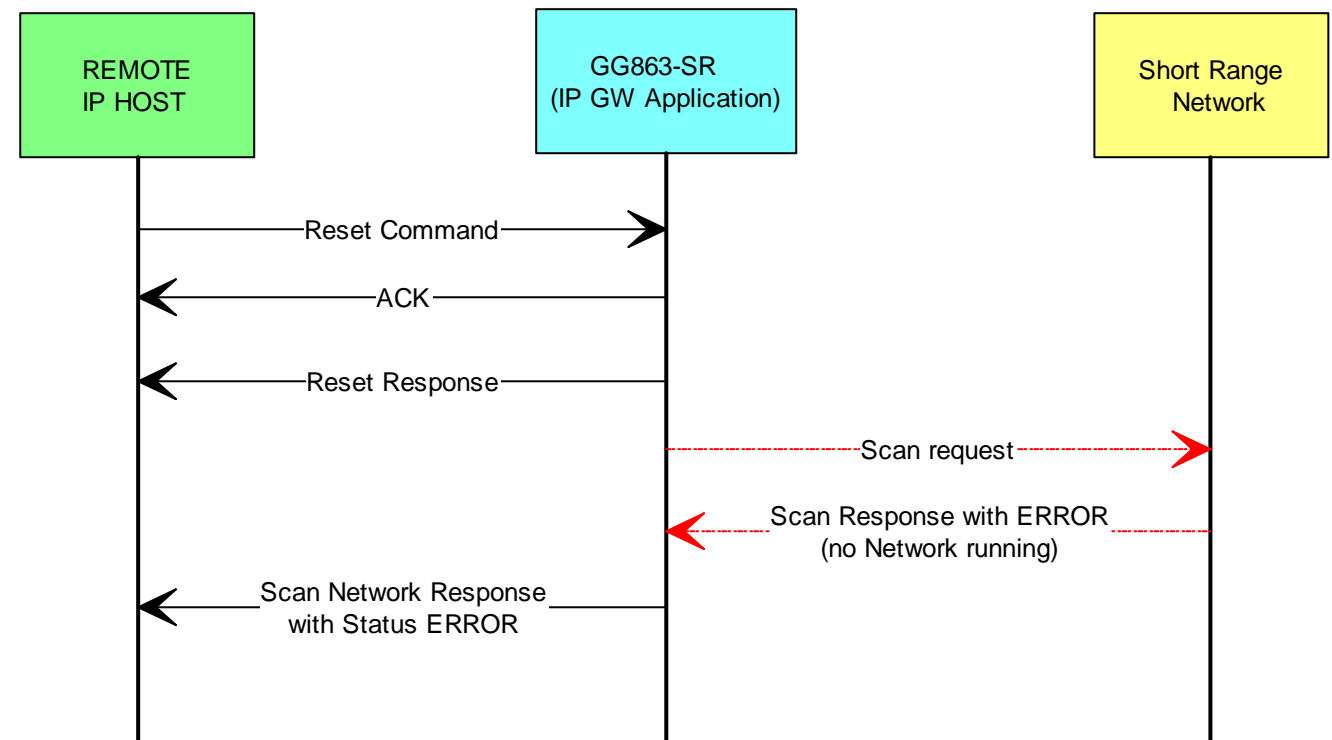 REMOTE
IP HOST
GG863-SR
(IP GW Application)
Short Range
Network
Reset Command
ACK
Reset Response
Scan request
Scan Response with ERROR
(no Network running)
Scan Network Response
with Status ERROR